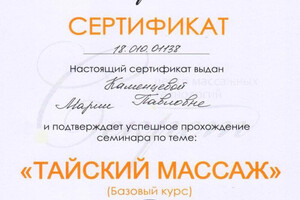 СЕРТИФИКАТ
18.010.01138
Настоящий сертификат выдан
Каменцевой
Марии Павловне
и подтверждает успешное прохождение
семинара по теме:
«ТАЙСКИЙ МАССАЖ»
(Базовый курс)